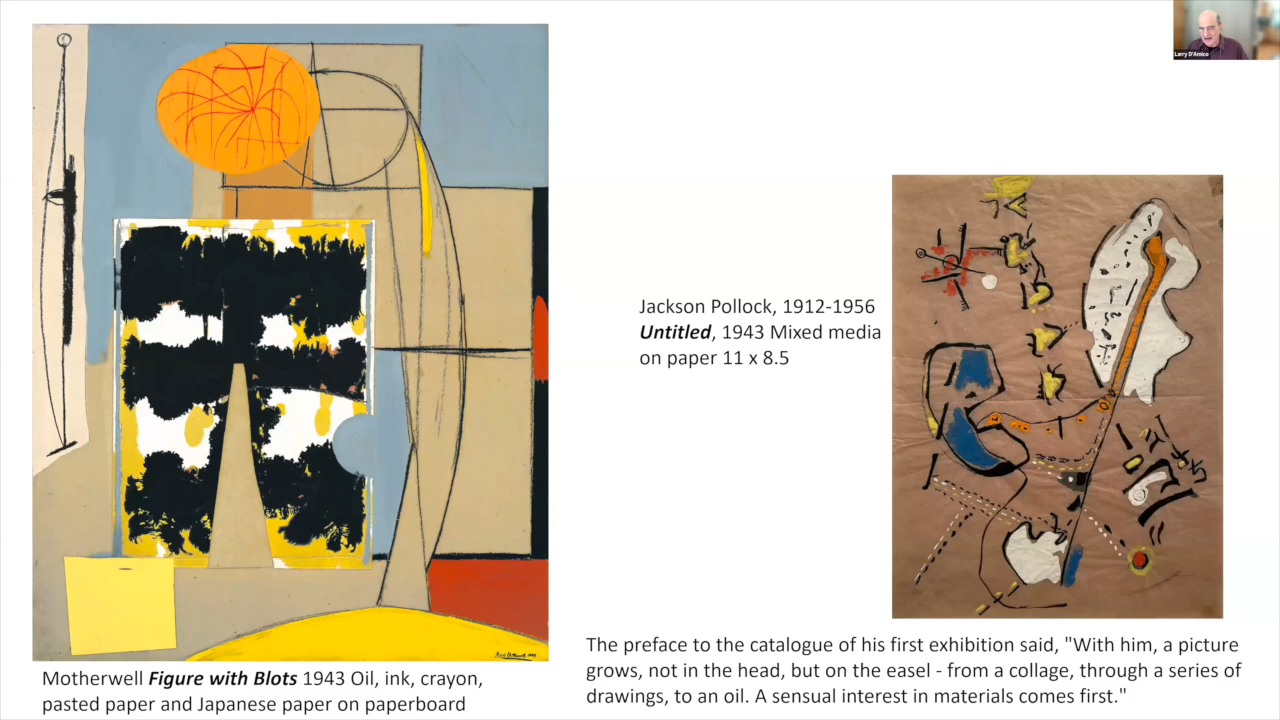 Larry D'Amico
Jackson Pollock, 1912-1956
Untitled, 1943 Mixed media
on paper 11 x 8.5
Motherwell Figure with Blots 1943 Oil, ink, crayon,
pasted paper and Japanese paper on paperboard
The preface to the catalogue of his first exhibition said, "With him, a picture
grows, not in the head, but on the easel - from a collage, through a series of
drawings, to an oil. A sensual interest in materials comes first."